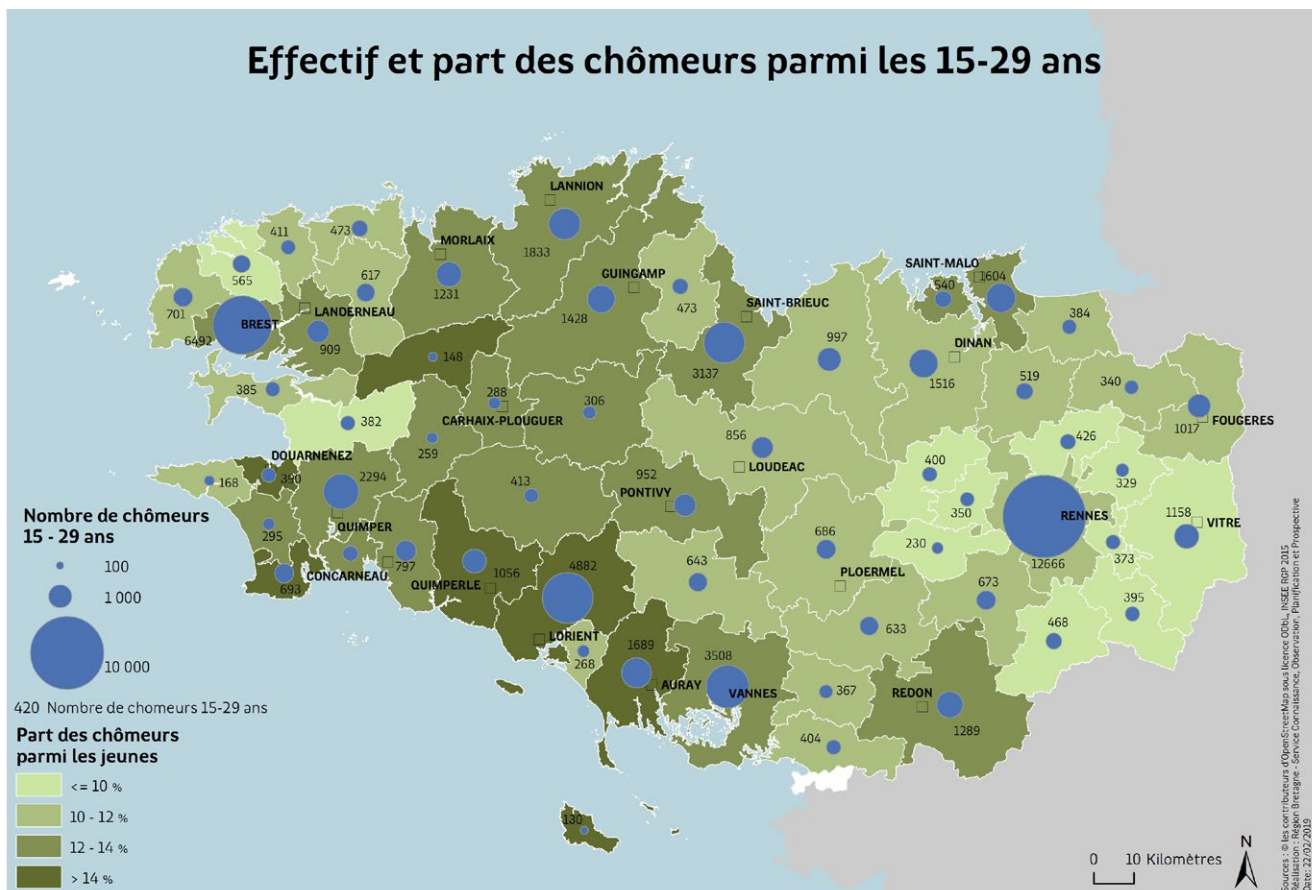 Effectif et part des chômeurs parmi les 15-29 ans
LANNION
1833
MORLAIX
1231
GUINGAMP
1428
473
411
473
617
565
701
BREST
6492
LANDERNEAU
909
SAINT-BRIEUC
3137
997
SAINT-MALO
1604
540
384
DINAN
1516
519
340
FOUGERES
1017
148
385
382
288
CARHAIX-PLOUGUER
259
306
856
LOUDEAC
426
400
350
329
DOUARNENEZ
390
168
2294
QUIMPER
295
413
952
PONTIVY
686
PLOERMEL
230
RENNES
12666
1158
VITRE
373
395
693
CONCARNEAU
797
QUIMPERLE
1056
4882
LORIENT
643
673
468
633
268
1689
AURAY
3508
VANNES
367
REDON
1289
404
130
Nombre de chômeurs
15 - 29 ans
100
1 000
10 000
420 Nombre de chomeurs 15-29 ans
Part des chômeurs
parmi les jeunes
<= 10 %
10 - 12 %
12 - 14 %
> 14 %
0 10 Kilomètres
N
Sources : © les contributeurs d'OpenStreetMap sous licence ODbL, INSEE RGP 2015
Réalisation : Région Bretagne - Service Connaissance, Observation, Planification et Prospective
Date: 22/02/2019